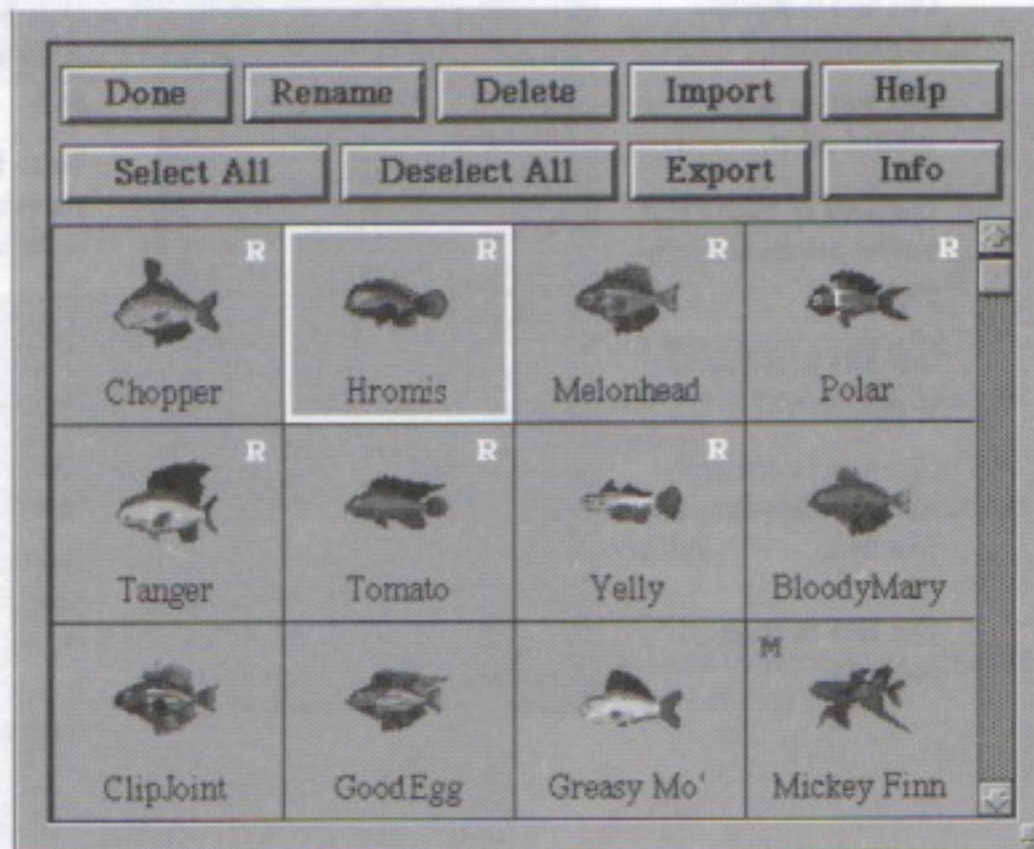 Done Rename Delete Import Help
Select All Deselect All Export Info
R R R R
Chopper Hromis Melonhead Polar
R R R
Tanger Tomato Yelly BloodyMary
M
ClipJoint GoodEgg Greasy Mo' Mickey Finn